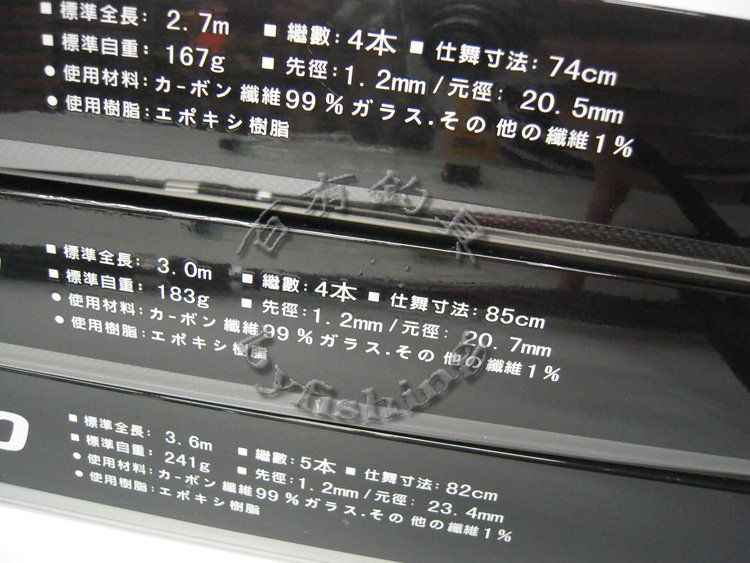 ■ 標準全長: 2.7m ■ 繼數: 4本 ■ 仕舞寸法: 74cm
■ 標準自重: 167g ■ 先徑: 1.2mm/元徑: 20.5mm
● 使用材料: カーボン纖維99%ガラス.その他の纖維1%
● 使用樹脂: エポキシ樹脂
百有釣具
■ 標準全長: 3.0m ■ 繼數: 4本 ■ 仕舞寸法: 85cm
■ 標準自重: 183g ■ 先徑: 1.2mm/元徑: 20.7mm
● 使用材料: カーボン纖維99%ガラス.その他の纖維1%
● 使用樹脂: エポキシ樹脂
byfishing
■ 標準全長: 3.6m ■ 繼數: 5本 ■ 仕舞寸法: 82cm
■ 標準自重: 241g ■ 先徑: 1.2mm/元徑: 23.4mm
● 使用材料: カーボン纖維99%ガラス.その他の纖維1%
● 使用樹脂: エポキシ樹脂